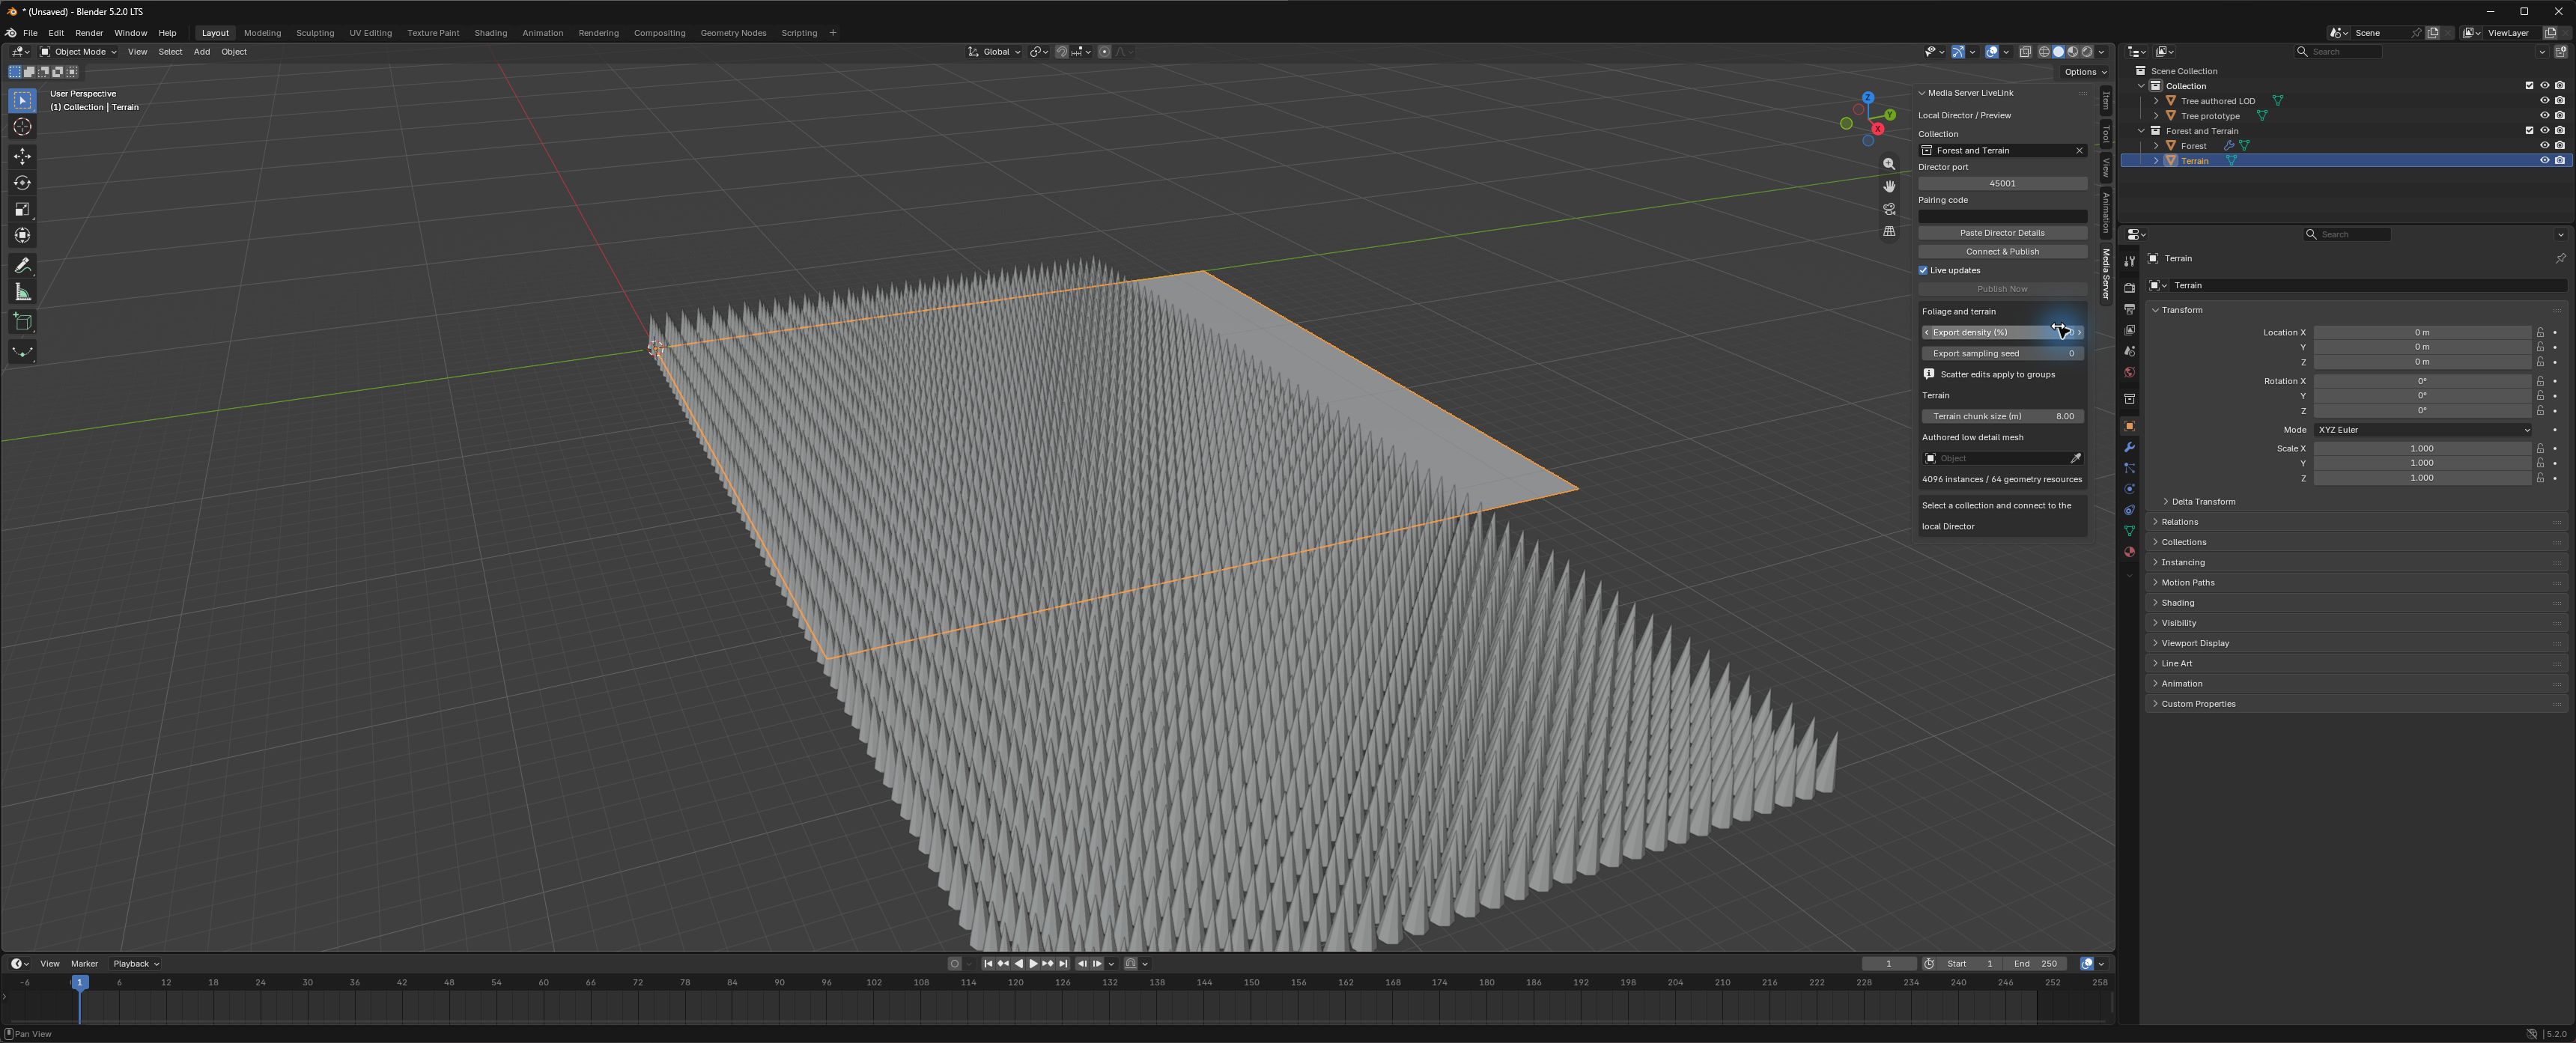 * (Unsaved) - Blender 5.2.0 LTS
File Edit Render Window Help Layout Modeling Sculpting UV Editing Texture Paint Shading Animation Rendering Compositing Geometry Nodes Scripting + Scene ViewLayer
Object Mode View Select Add Object Global Search
Options
User Perspective
(1) Collection | Terrain
Z
Y
X
Media Server LiveLink
Local Director / Preview
Collection
Forest and Terrain
Director port
45001
Pairing code
Paste Director Details
Connect & Publish
Live updates
Publish Now
Foliage and terrain
Export density (%)
Export sampling seed 0
Scatter edits apply to groups
Terrain
Terrain chunk size (m) 8.00
Authored low detail mesh
Object
4096 instances / 64 geometry resources
Select a collection and connect to the
local Director
Item
Tool
View
Animation
Media Server
Scene Collection
Collection
Tree authored LOD
Tree prototype
Forest and Terrain
Forest
Terrain
Search
Terrain
Terrain
Transform
Location X 0 m
Y 0 m
Z 0 m
Rotation X 0°
Y 0°
Z 0°
Mode XYZ Euler
Scale X 1.000
Y 1.000
Z 1.000
Delta Transform
Relations
Collections
Instancing
Motion Paths
Shading
Visibility
Viewport Display
Line Art
Animation
Custom Properties
View Marker Playback 1 Start 1 End 250
-6 1 6 12 18 24 30 36 42 48 54 60 66 72 78 84 90 96 102 108 114 120 126 132 138 144 150 156 162 168 174 180 186 192 198 204 210 216 222 228 234 240 246 252 258
Pan View 5.2.0